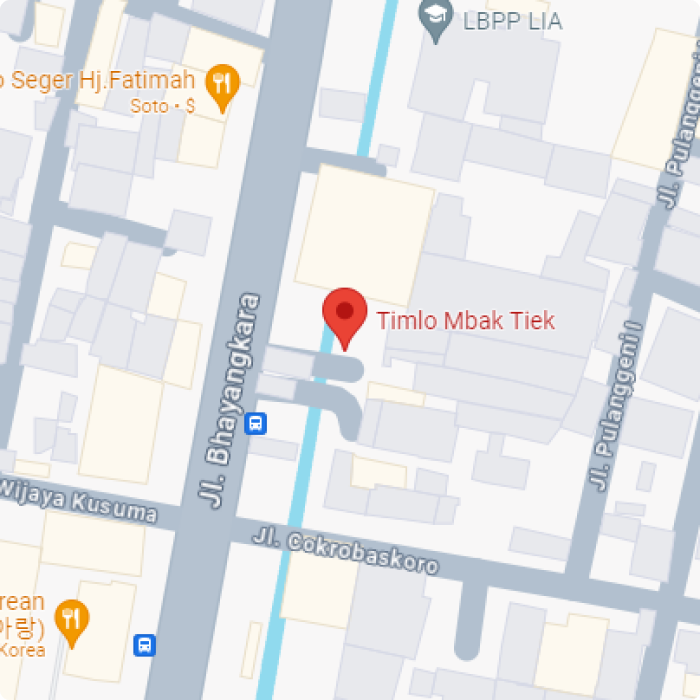 LBPP LIA
Seger Hj.Fatimah
Soto • $
Jl. Pulanggeni I
Timlo Mbak Tiek
Jl. Bhayangkara
Jl. Pulanggeni I
Wijaya Kusuma
Jl. Cokrobaskoro
rean
아랑)
Korea